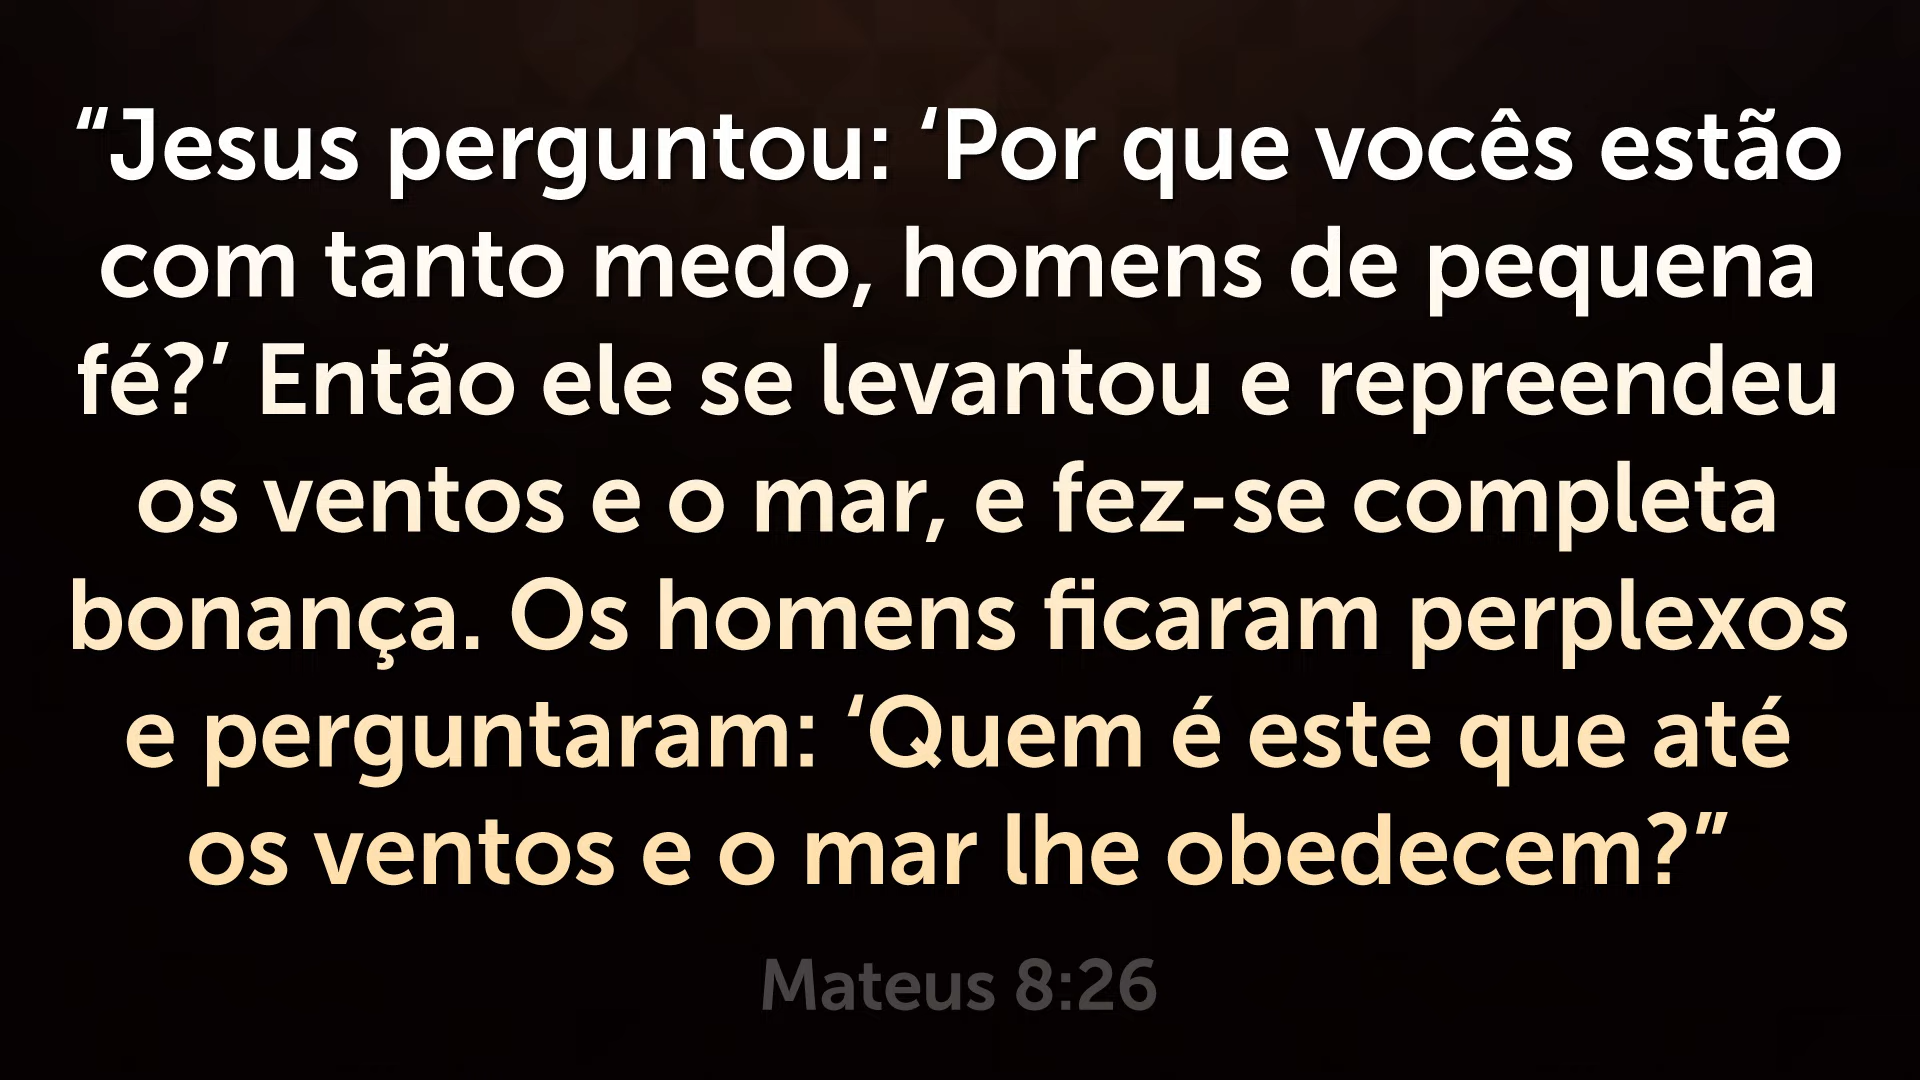 “Jesus perguntou: ‘Por que vocês estão
com tanto medo, homens de pequena
fé?’ Então ele se levantou e repreendeu
os ventos e o mar, e fez-se completa
bonança. Os homens ficaram perplexos
e perguntaram: ‘Quem é este que até
os ventos e o mar lhe obedecem?”
Mateus 8:26